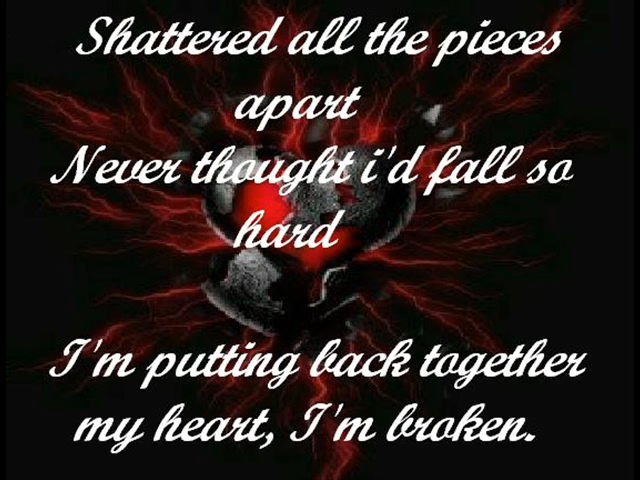 Shattered all the pieces
apart
Never thought i'd fall so
hard
I'm putting back together
my heart, I'm broken.